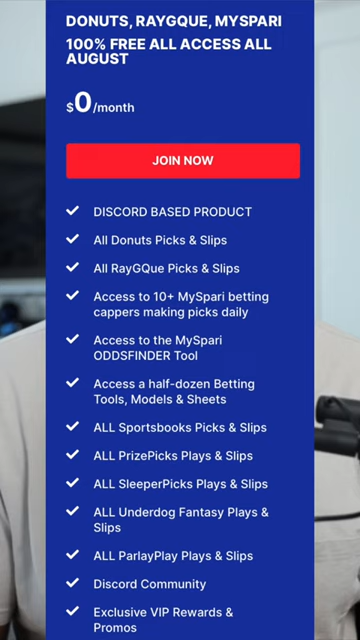 DONUTS, RAYGQUE, MYSPARI
100% FREE ALL ACCESS ALL
AUGUST
$0/month
JOIN NOW
DISCORD BASED PRODUCT
All Donuts Picks & Slips
All RayGQue Picks & Slips
Access to 10+ MySpari betting
cappers making picks daily
Access to the MySpari
ODDSFINDER Tool
Access a half-dozen Betting
Tools, Models & Sheets
ALL Sportsbooks Picks & Slips
ALL PrizePicks Plays & Slips
ALL SleeperPicks Plays & Slips
ALL Underdog Fantasy Plays &
Slips
ALL ParlayPlay Plays & Slips
Discord Community
Exclusive VIP Rewards &
Promos